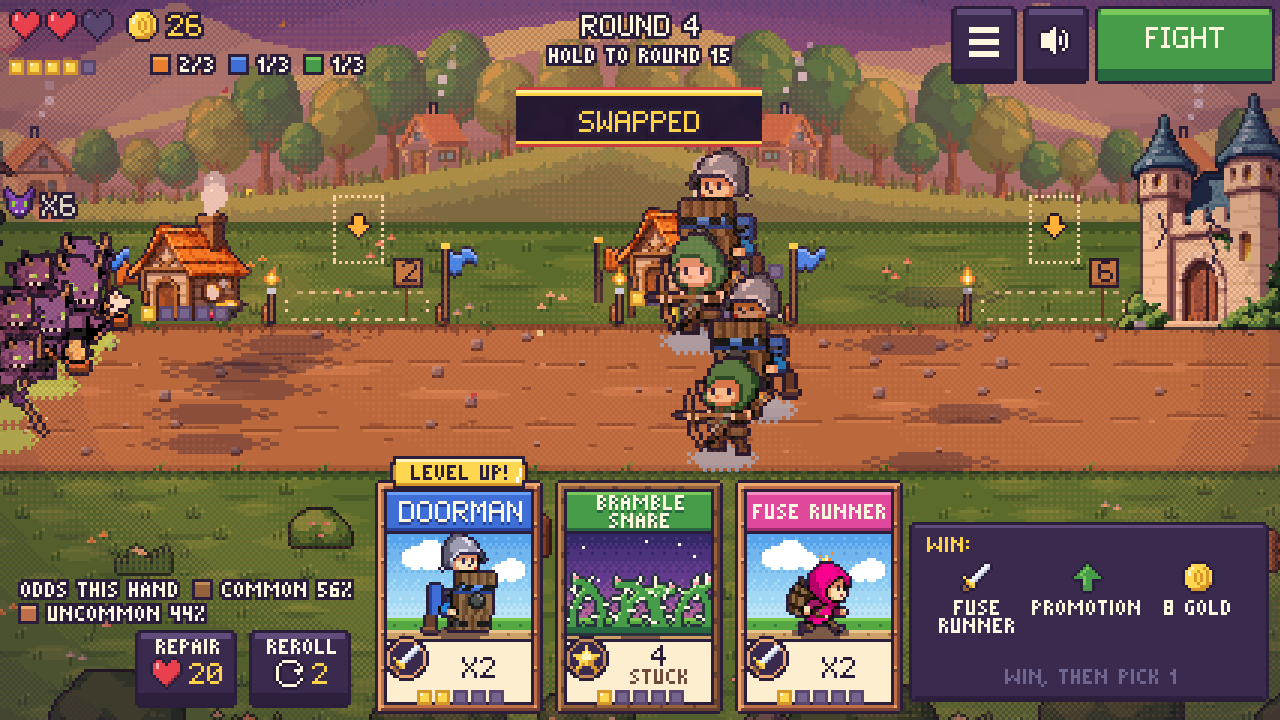 26
ROUND 4
HOLD TO ROUND 15
FIGHT
2/3
1/3
1/3
SWAPPED
X6
2
6
LEVEL UP!
DOORMAN
BRAMBLE
SNARE
FUSE RUNNER
WIN:
FUSE
RUNNER
PROMOTION
8 GOLD
ODDS THIS HAND
COMMON 56%
UNCOMMON 44%
REPAIR
20
REROLL
2
X2
4
STUCK
X2
WIN, THEN PICK 1